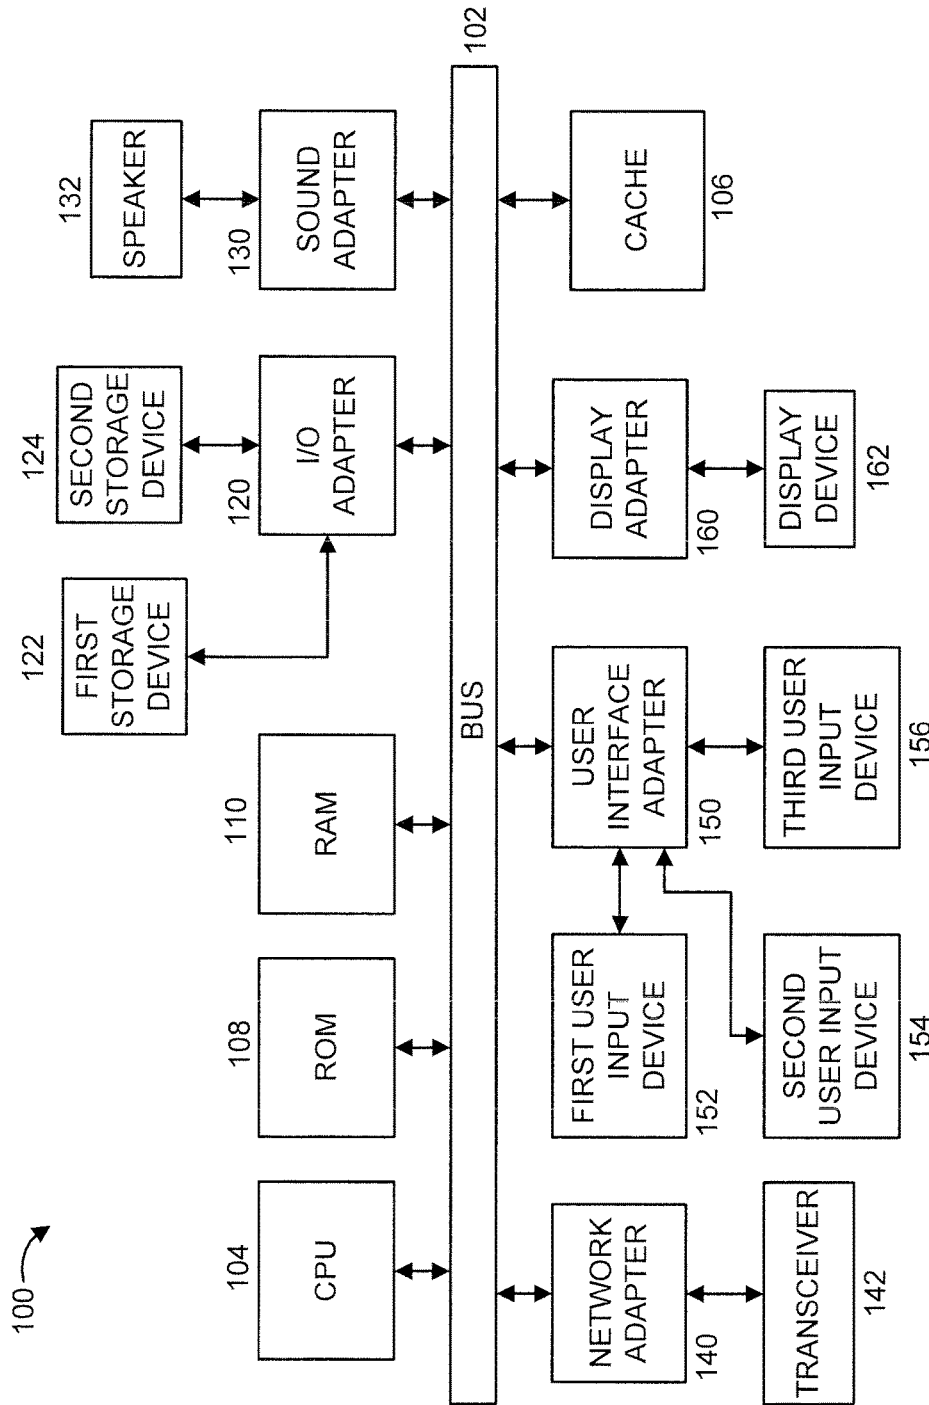 100
122
FIRST
STORAGE
DEVICE
124
SECOND
STORAGE
DEVICE
132
SPEAKER
104
CPU
108
ROM
110
RAM
120
I/O
ADAPTER
130
SOUND
ADAPTER
BUS
102
NETWORK
ADAPTER
140
FIRST USER
INPUT
DEVICE
152
USER
INTERFACE
ADAPTER
150
DISPLAY
ADAPTER
160
CACHE
106
TRANSCEIVER
142
SECOND
USER INPUT
DEVICE
154
THIRD USER
INPUT
DEVICE
156
DISPLAY
DEVICE
162